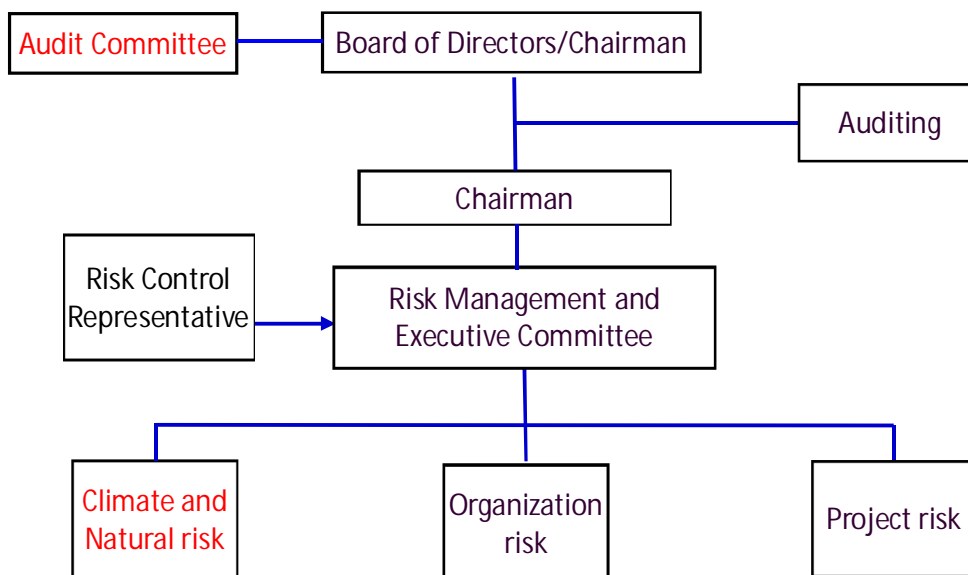 Audit Committee
Board of Directors/Chairman
Auditing
Chairman
Risk Control
Representative
Risk Management and
Executive Committee
Climate and
Natural risk
Organization
risk
Project risk